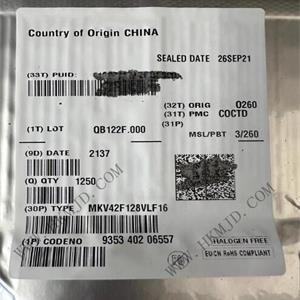 Country of Origin CHINA
SEALED DATE 26SEP21
(33T) PUID:
(32T) ORIG 0260
(31T) PMC COCTD
(31P)
(1T) LOT QB122F.000
MSL/PBT 3/260
(9D) DATE 2137
(Q) QTY 1250
(30P) TYPE MKV42F128VLF16
(1P) CODENO 9353 402 06557
HALOGEN FREE
EU/CN RoHS COMPLIANT
WWW.HKMJD.COM